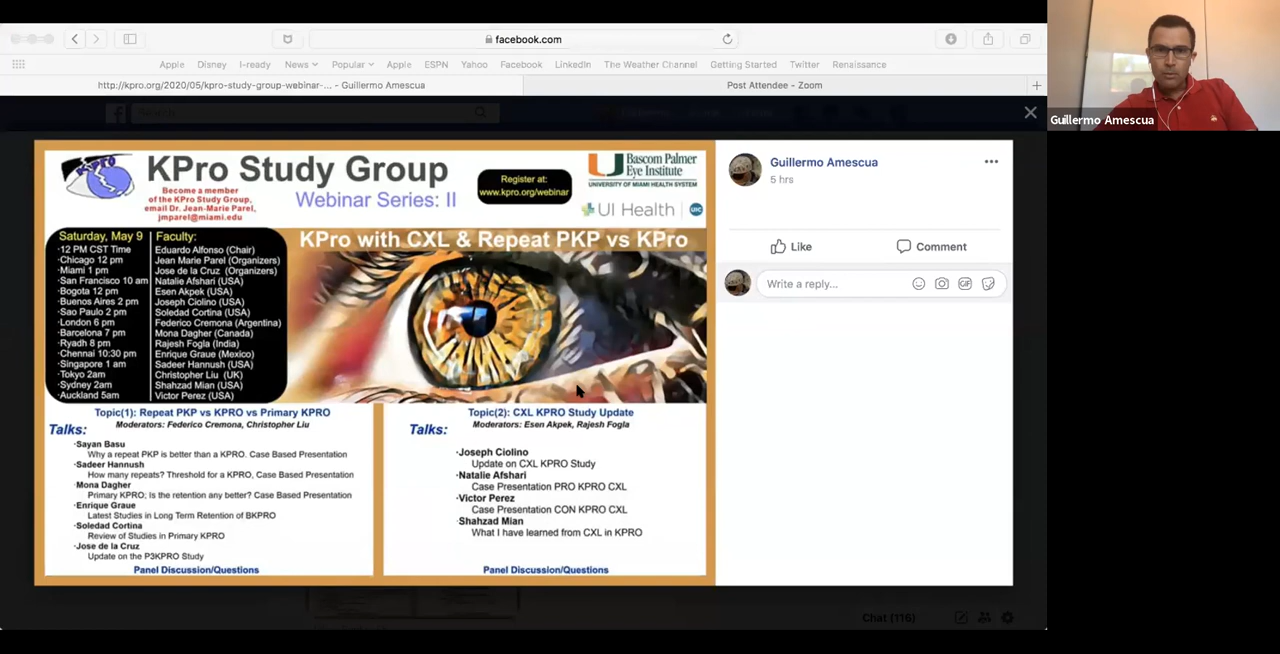 facebook.com
Apple Disney I-ready News Popular Apple ESPN Yahoo Facebook LinkedIn The Weather Channel Getting Started Twitter Renaissance
http://kpro.org/2020/05/kpro-study-group-webinar-... - Guillermo Amescua
Post Attendee - Zoom
Search
KPro Study Group
Become a member
of the KPro Study Group,
email Dr. Jean-Marie Parel,
jmparel@miami.edu
Webinar Series: II
Register at:
www.kpro.org/webinar
Bascom Palmer
Eye Institute
UNIVERSITY OF MIAMI HEALTH SYSTEM
UI Health
UIC
Saturday, May 9
·12 PM CST Time
·Chicago 12 pm
·Miami 1 pm
·San Francisco 10 am
·Bogota 12 pm
·Buenos Aires 2 pm
·Sao Paulo 2 pm
·London 6 pm
·Barcelona 7 pm
·Ryadh 8 pm
·Chennai 10:30 pm
·Singapore 1 am
·Tokyo 2am
·Sydney 2am
·Auckland 5am
Faculty:
Eduardo Alfonso (Chair)
Jean Marie Parel (Organizers)
Jose de la Cruz (Organizers)
Natalie Afshari (USA)
Esen Akpek (USA)
Joseph Ciolino (USA)
Soledad Cortina (USA)
Federico Cremona (Argentina)
Mona Dagher (Canada)
Rajesh Fogla (India)
Enrique Graue (Mexico)
Sadeer Hannush (USA)
Christopher Liu (UK)
Shahzad Mian (USA)
Victor Perez (USA)
KPro with CXL & Repeat PKP vs KPro
Topic(1): Repeat PKP vs KPRO vs Primary KPRO
Moderators: Federico Cremona, Christopher Liu
Talks:
·Sayan Basu
Why a repeat PKP is better than a KPRO. Case Based Presentation
·Sadeer Hannush
How many repeats? Threshold for a KPRO, Case Based Presentation
·Mona Dagher
Primary KPRO; Is the retention any better? Case Based Presentation
·Enrique Graue
Latest Studies in Long Term Retention of BKPRO
·Soledad Cortina
Review of Studies in Primary KPRO
·Jose de la Cruz
Update on the P3KPRO Study
Panel Discussion/Questions
Topic(2): CXL KPRO Study Update
Moderators: Esen Akpek, Rajesh Fogla
Talks:
·Joseph Ciolino
Update on CXL KPRO Study
·Natalie Afshari
Case Presentation PRO KPRO CXL
·Victor Perez
Case Presentation CON KPRO CXL
·Shahzad Mian
What I have learned from CXL in KPRO
Panel Discussion/Questions
Guillermo Amescua
5 hrs
Like
Comment
Write a reply...
GIF
Chat (116)
Guillermo Amescua